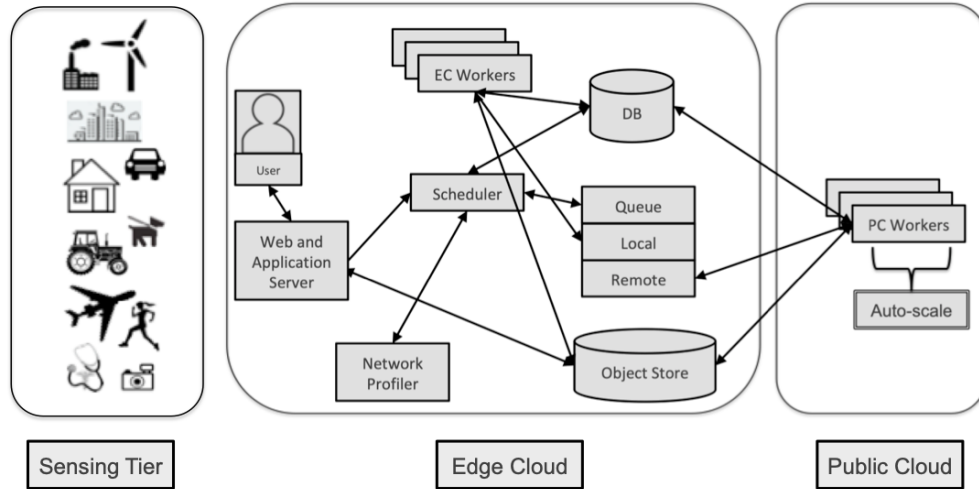 EC Workers
DB
User
Scheduler
Queue
Local
Remote
Web and
Application
Server
PC Workers
Auto-scale
Network
Profiler
Object Store
Sensing Tier
Edge Cloud
Public Cloud